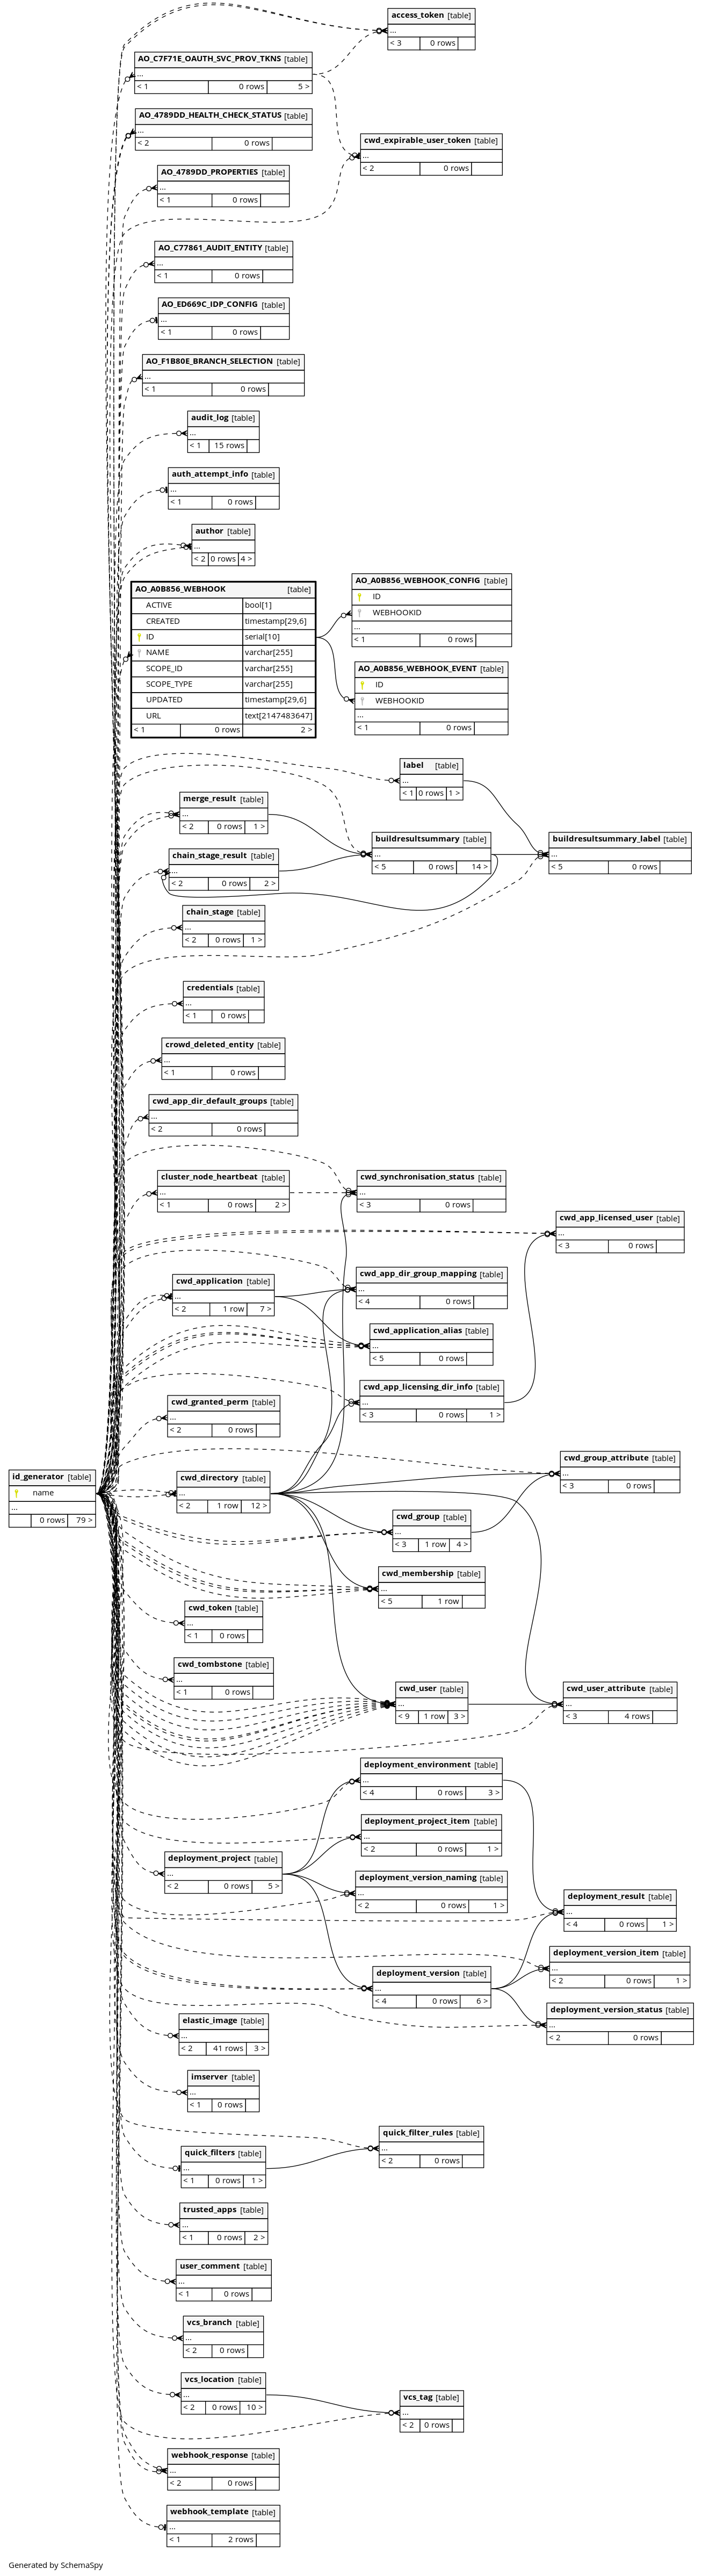 access_token [table]
...
< 3 0 rows
AO_C7F71E_OAUTH_SVC_PROV_TKNS [table]
...
< 1 0 rows 5 >
AO_4789DD_HEALTH_CHECK_STATUS [table]
...
< 2 0 rows
cwd_expirable_user_token [table]
...
< 2 0 rows
AO_4789DD_PROPERTIES [table]
...
< 1 0 rows
AO_C77861_AUDIT_ENTITY [table]
...
< 1 0 rows
AO_ED669C_IDP_CONFIG [table]
...
< 1 0 rows
AO_F1B80E_BRANCH_SELECTION [table]
...
< 1 0 rows
audit_log [table]
...
< 1 15 rows
auth_attempt_info [table]
...
< 1 0 rows
author [table]
...
< 2 0 rows 4 >
AO_A0B856_WEBHOOK [table]
ACTIVE bool[1]
CREATED timestamp[29,6]
ID serial[10]
NAME varchar[255]
SCOPE_ID varchar[255]
SCOPE_TYPE varchar[255]
UPDATED timestamp[29,6]
URL text[2147483647]
< 1 0 rows 2 >
AO_A0B856_WEBHOOK_CONFIG [table]
ID
WEBHOOKID
...
< 1 0 rows
AO_A0B856_WEBHOOK_EVENT [table]
ID
WEBHOOKID
...
< 1 0 rows
label [table]
...
< 1 0 rows 1 >
merge_result [table]
...
< 2 0 rows 1 >
buildresultsummary [table]
...
< 5 0 rows 14 >
buildresultsummary_label [table]
...
< 5 0 rows
chain_stage_result [table]
...
< 2 0 rows 2 >
chain_stage [table]
...
< 2 0 rows 1 >
credentials [table]
...
< 1 0 rows
crowd_deleted_entity [table]
...
< 1 0 rows
cwd_app_dir_default_groups [table]
...
< 2 0 rows
cluster_node_heartbeat [table]
...
< 1 0 rows 2 >
cwd_synchronisation_status [table]
...
< 3 0 rows
cwd_app_licensed_user [table]
...
< 3 0 rows
cwd_application [table]
...
< 2 1 row 7 >
cwd_app_dir_group_mapping [table]
...
< 4 0 rows
cwd_application_alias [table]
...
< 5 0 rows
cwd_app_licensing_dir_info [table]
...
< 3 0 rows 1 >
cwd_granted_perm [table]
...
< 2 0 rows
cwd_group_attribute [table]
...
< 3 0 rows
id_generator [table]
name
...
0 rows 79 >
cwd_directory [table]
...
< 2 1 row 12 >
cwd_group [table]
...
< 3 1 row 4 >
cwd_membership [table]
...
< 5 1 row
cwd_token [table]
...
< 1 0 rows
cwd_tombstone [table]
...
< 1 0 rows
cwd_user [table]
...
< 9 1 row 3 >
cwd_user_attribute [table]
...
< 3 4 rows
deployment_environment [table]
...
< 4 0 rows 3 >
deployment_project_item [table]
...
< 2 0 rows 1 >
deployment_project [table]
...
< 2 0 rows 5 >
deployment_version_naming [table]
...
< 2 0 rows 1 >
deployment_result [table]
...
< 4 0 rows 1 >
deployment_version_item [table]
...
< 2 0 rows 1 >
deployment_version [table]
...
< 4 0 rows 6 >
deployment_version_status [table]
...
< 2 0 rows
elastic_image [table]
...
< 2 41 rows 3 >
imserver [table]
...
< 1 0 rows
quick_filter_rules [table]
...
< 2 0 rows
quick_filters [table]
...
< 1 0 rows 1 >
trusted_apps [table]
...
< 1 0 rows 2 >
user_comment [table]
...
< 1 0 rows
vcs_branch [table]
...
< 2 0 rows
vcs_location [table]
...
< 2 0 rows 10 >
vcs_tag [table]
...
< 2 0 rows
webhook_response [table]
...
< 2 0 rows
webhook_template [table]
...
< 1 2 rows
Generated by SchemaSpy